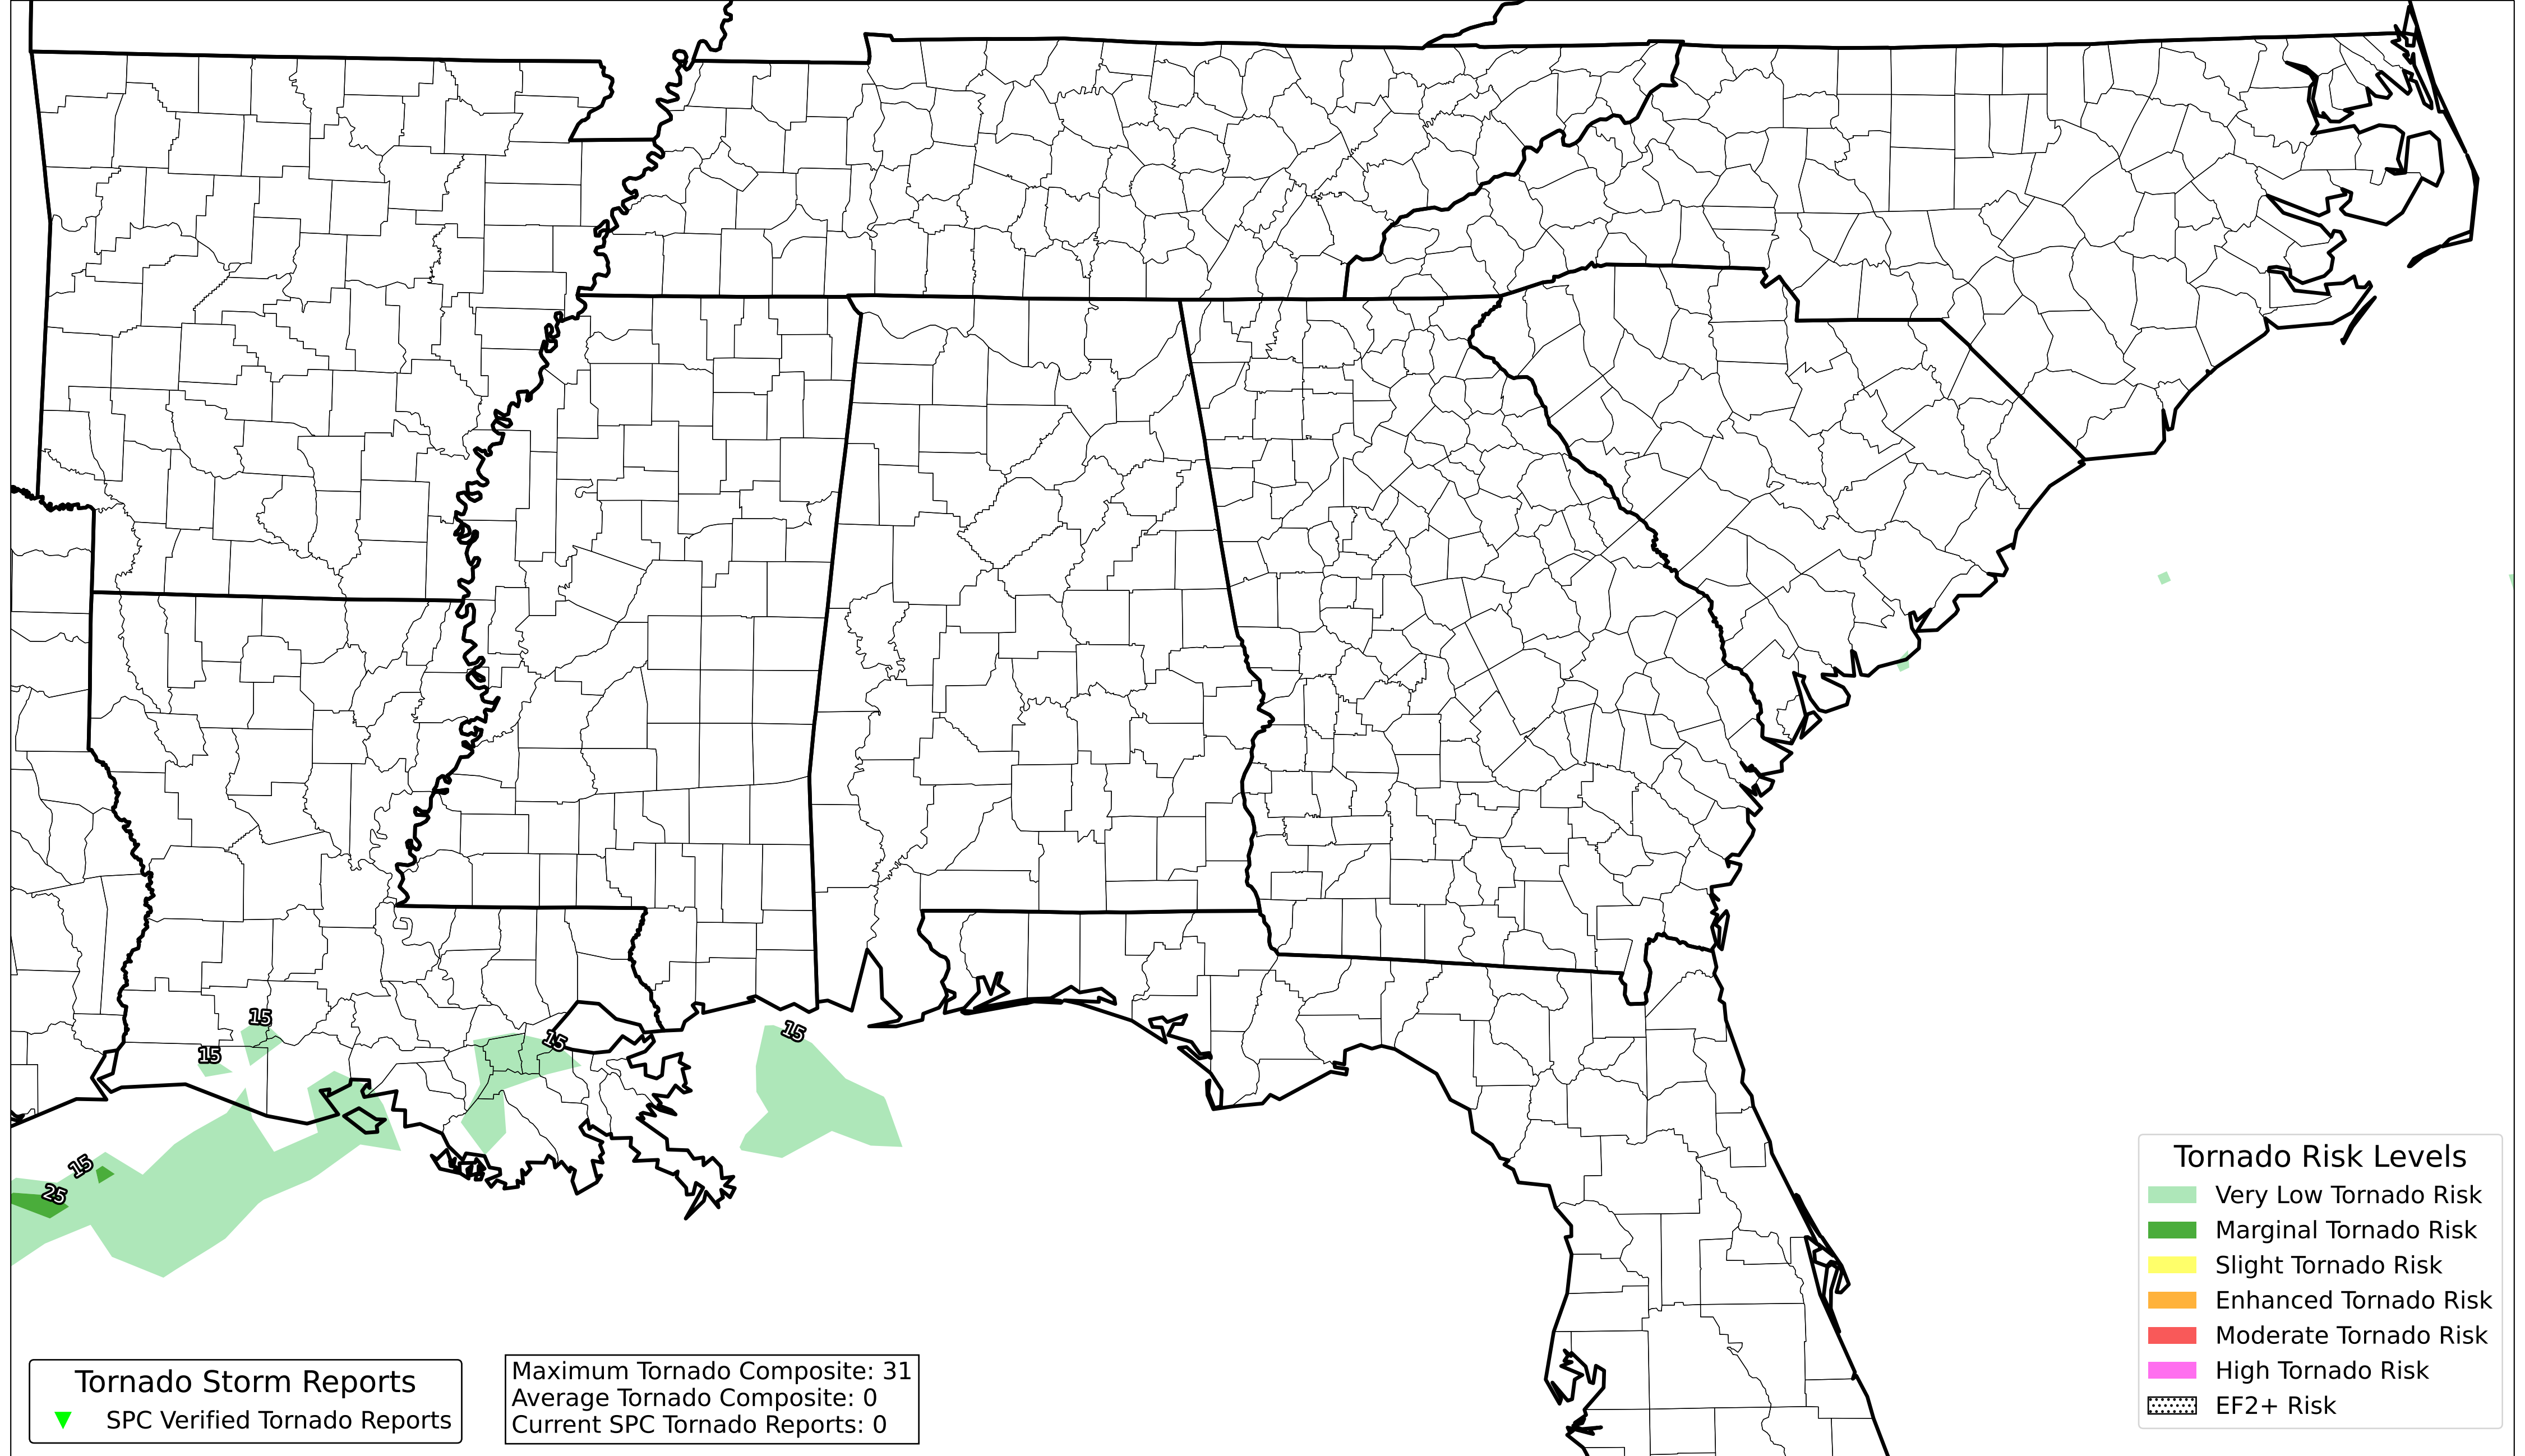 15
15
15
15
15
25
Tornado Risk Levels
Very Low Tornado Risk
Marginal Tornado Risk
Slight Tornado Risk
Enhanced Tornado Risk
Moderate Tornado Risk
High Tornado Risk
EF2+ Risk
Tornado Storm Reports
SPC Verified Tornado Reports
Maximum Tornado Composite: 31
Average Tornado Composite: 0
Current SPC Tornado Reports: 0